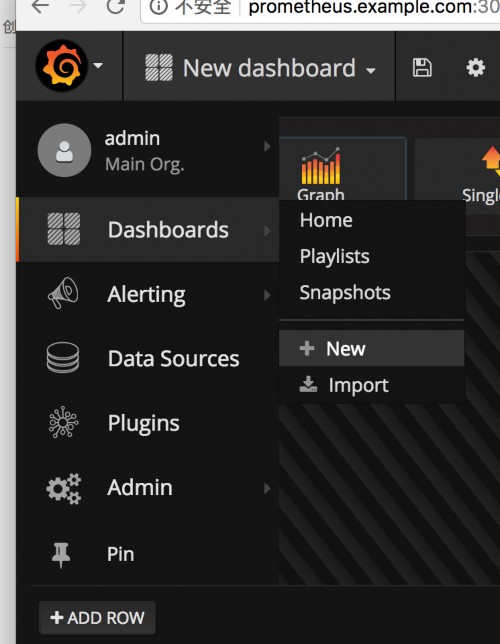 不安全 prometheus.example.com:30
创
New dashboard
admin
Main Org.
Graph
Singl
Dashboards
Home
Playlists
Alerting
Snapshots
New
Data Sources
Import
Plugins
Admin
Pin
+ ADD ROW